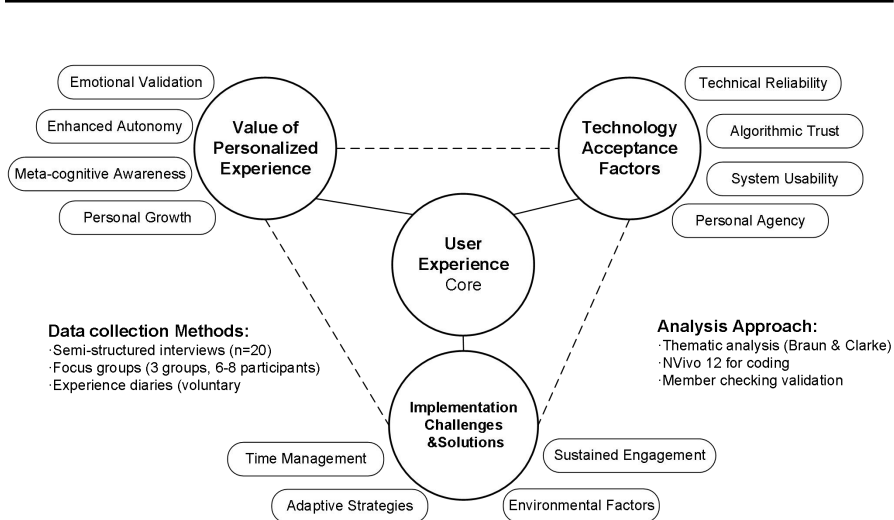 Emotional Validation
Enhanced Autonomy
Meta-cognitive Awareness
Personal Growth
Value of
Personalized
Experience
Technology
Acceptance
Factors
Technical Reliability
Algorithmic Trust
System Usability
Personal Agency
User
Experience
Core
Data collection Methods:
·Semi-structured interviews (n=20)
·Focus groups (3 groups, 6-8 participants)
·Experience diaries (voluntary
Analysis Approach:
·Thematic analysis (Braun & Clarke)
·NVivo 12 for coding
·Member checking validation
Implementation
Challenges
&Solutions
Time Management
Adaptive Strategies
Sustained Engagement
Environmental Factors